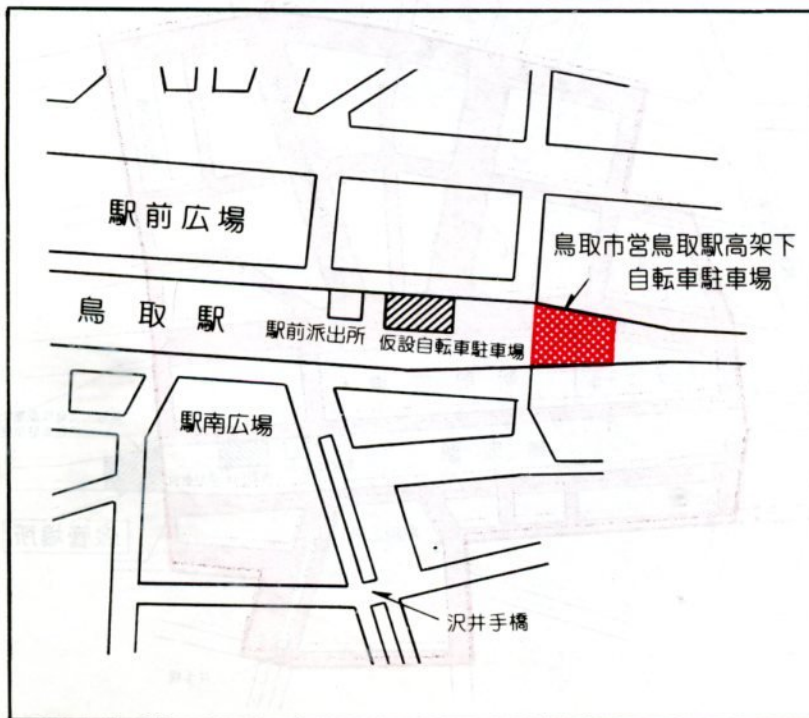 駅前広場
鳥取市営鳥取駅高架下
自転車駐車場
鳥取駅
駅前派出所
仮設自転車駐車場
駅南広場
沢井手橋